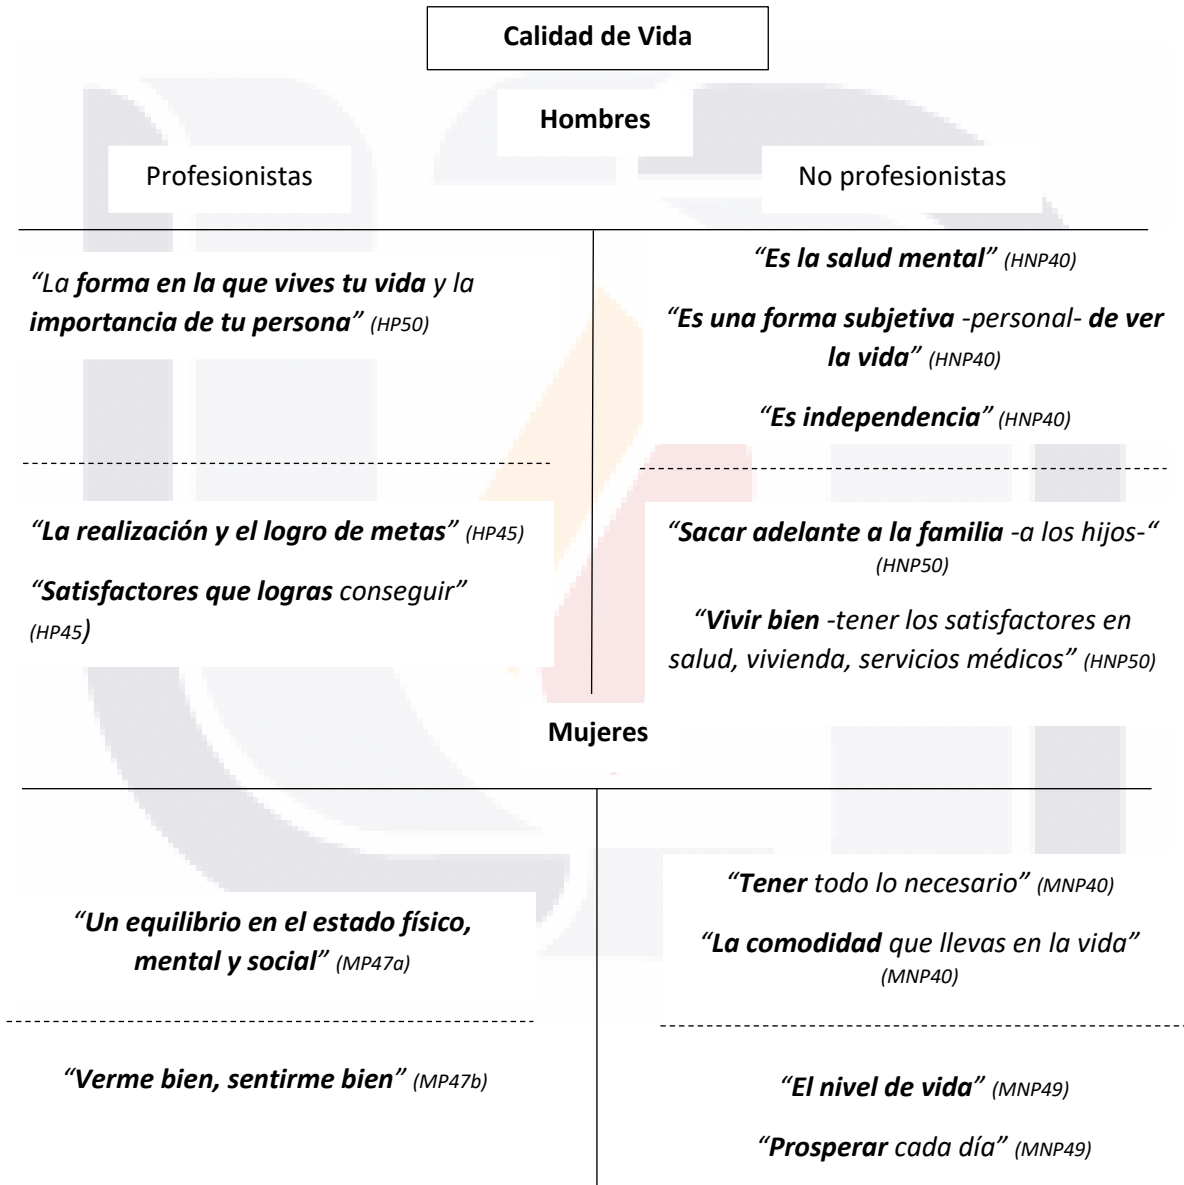 Calidad de Vida
Hombres
Profesionistas
No profesionistas
“La forma en la que vives tu vida y la
importancia de tu persona” (HP50)
“La realización y el logro de metas” (HP45)
“Satisfactores que logras conseguir”
(HP45)
“Es la salud mental” (HNP40)
“Es una forma subjetiva -personal- de ver
la vida” (HNP40)
“Es independencia” (HNP40)
“Sacar adelante a la familia -a los hijos-“
(HNP50)
“Vivir bien -tener los satisfactores en
salud, vivienda, servicios médicos” (HNP50)
Mujeres
“Un equilibrio en el estado físico,
mental y social” (MP47a)
“Verme bien, sentirme bien” (MP47b)
“Tener todo lo necesario” (MNP40)
“La comodidad que llevas en la vida”
(MNP40)
“El nivel de vida” (MNP49)
“Prosperar cada día” (MNP49)